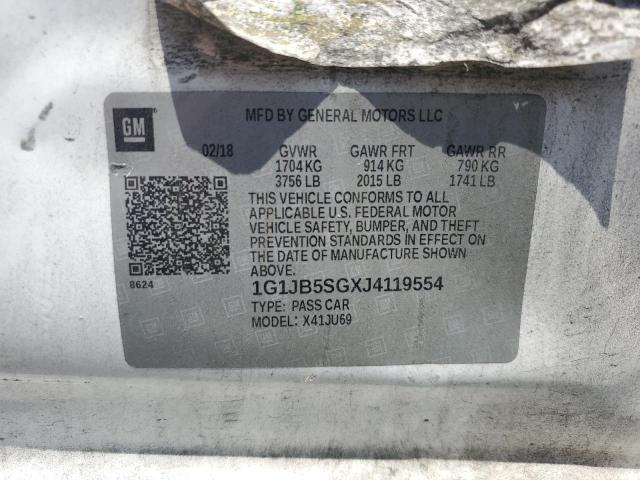 GM
MFD BY GENERAL MOTORS LLC
02/18 GVWR GAWR FRT GAWR RR
1704 KG 914 KG 790 KG
3756 LB 2015 LB 1741 LB
THIS VEHICLE CONFORMS TO ALL
APPLICABLE U.S. FEDERAL MOTOR
VEHICLE SAFETY, BUMPER, AND THEFT
PREVENTION STANDARDS IN EFFECT ON
THE DATE OF MANUFACTURE SHOWN
ABOVE.
8624
1G1JB5SGXJ4119554
TYPE: PASS CAR
MODEL: X41JU69